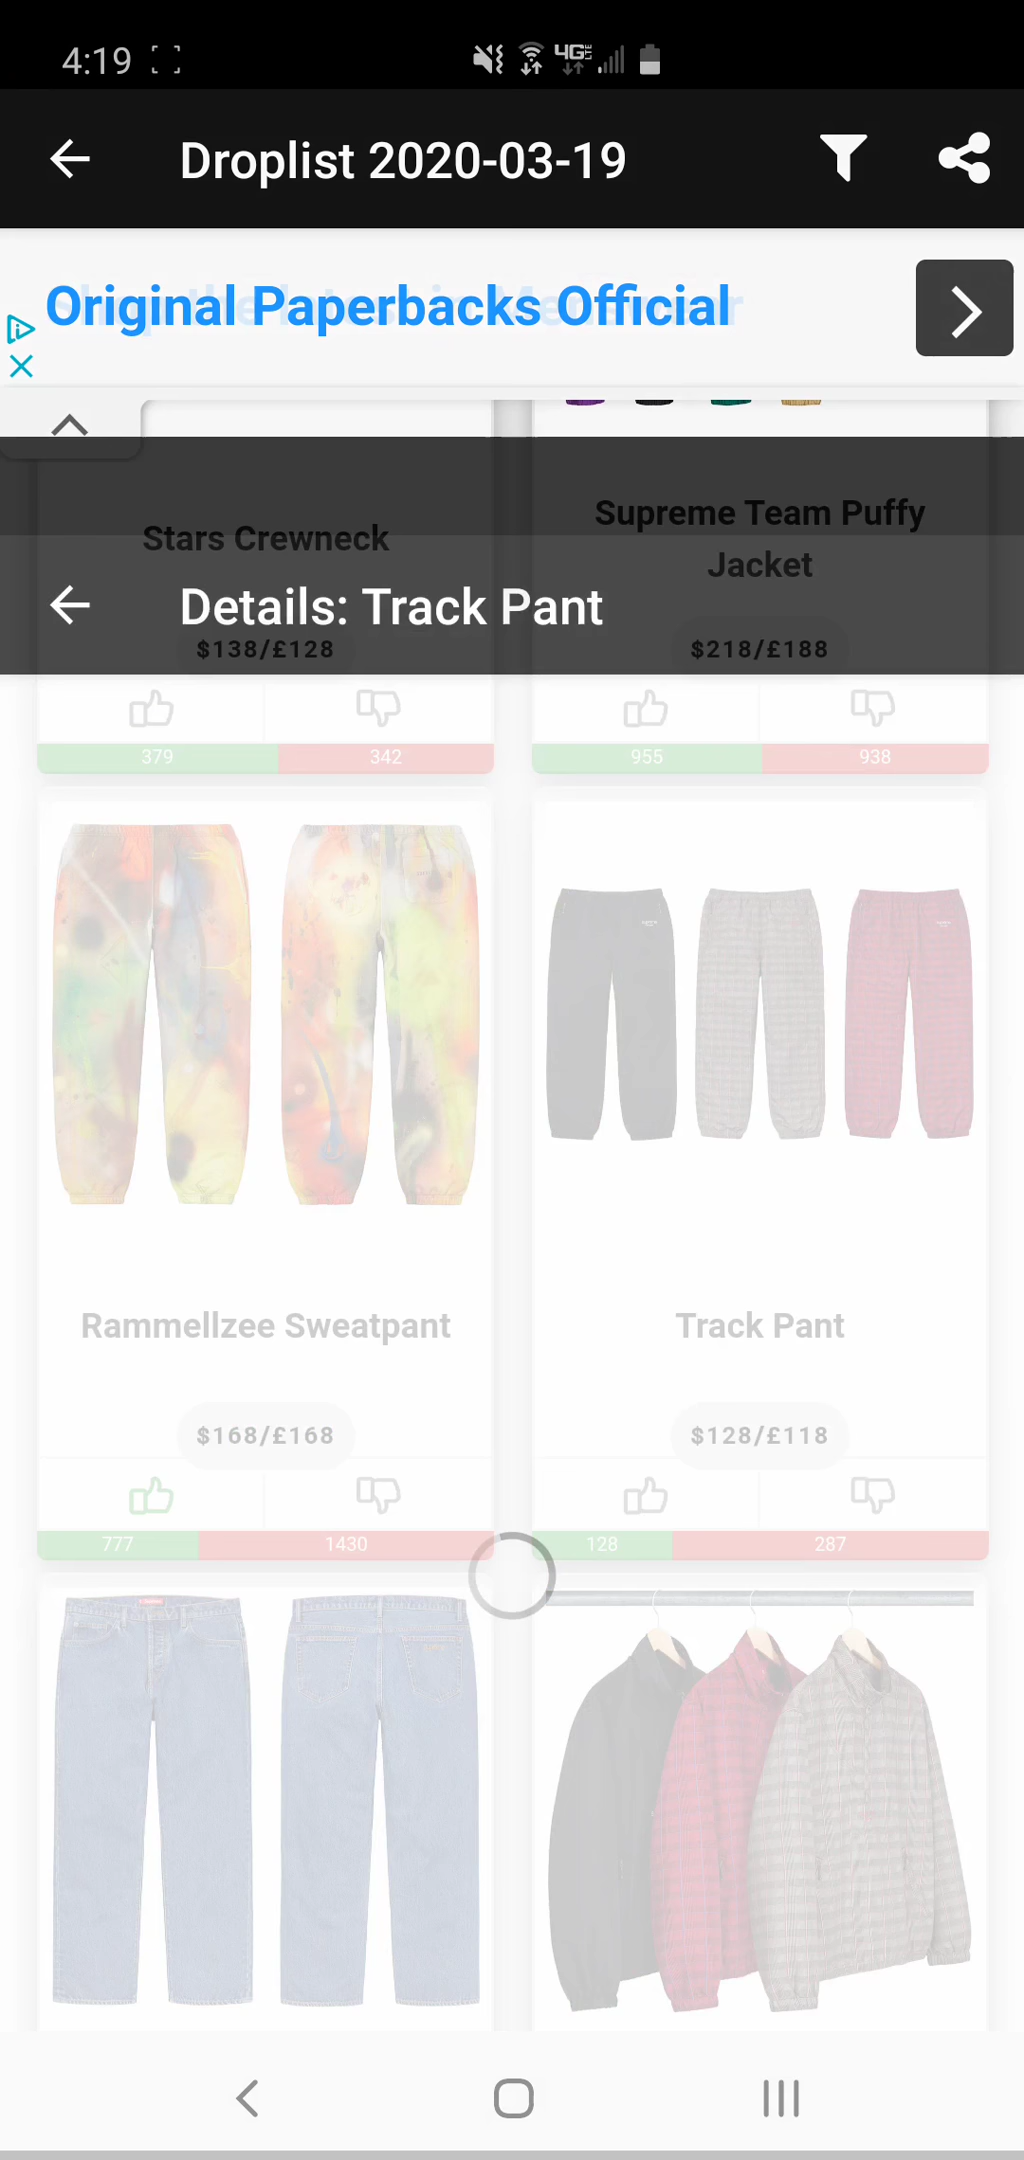 4:19
4G LTE
Droplist 2020-03-19
Original Paperbacks Official
Stars Crewneck
Supreme Team Puffy
Jacket
Details: Track Pant
$138/£128
$218/£188
379
342
955
938
Rammellzee Sweatpant
Track Pant
$168/£168
$128/£118
777
1430
128
287